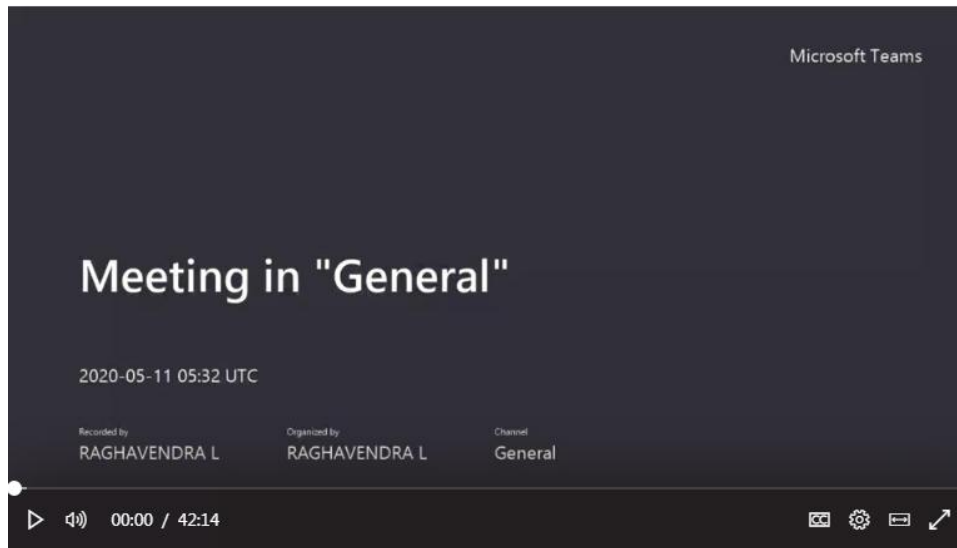 Microsoft Teams
Meeting in "General"
2020-05-11 05:32 UTC
Recorded by Organized by Channel
RAGHAVENDRA L RAGHAVENDRA L General
00:00 / 42:14 CC